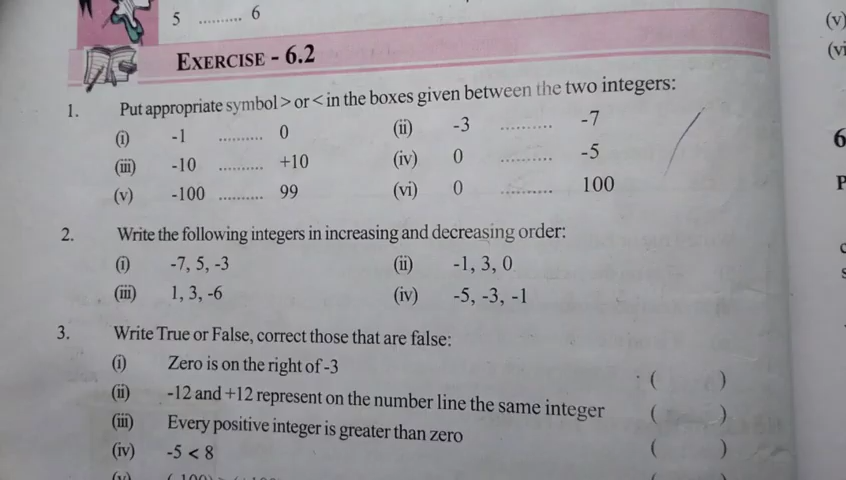 5 .......... 6
(v)
(vi
EXERCISE - 6.2
1. Put appropriate symbol > or < in the boxes given between the two integers:
(i) -1 .......... 0 (ii) -3 .......... -7
(iii) -10 .......... +10 (iv) 0 .......... -5
(v) -100 .......... 99 (vi) 0 .......... 100
6
P
2. Write the following integers in increasing and decreasing order:
(i) -7, 5, -3 (ii) -1, 3, 0
(iii) 1, 3, -6 (iv) -5, -3, -1
3. Write True or False, correct those that are false:
(i) Zero is on the right of -3 ( )
(ii) -12 and +12 represent on the number line the same integer ( )
(iii) Every positive integer is greater than zero ( )
(iv) -5 < 8